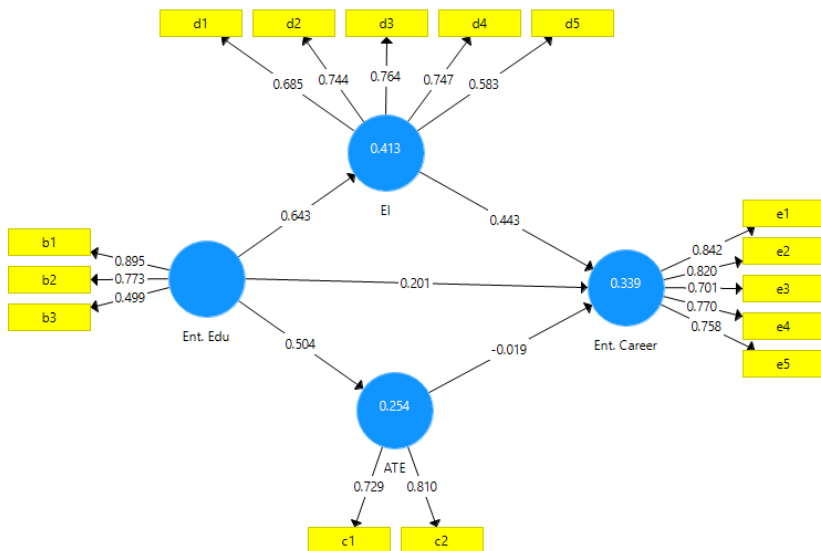 d1 d2 d3 d4 d5
0.685 0.744 0.764 0.747 0.583
0.413
EI
0.643 0.443
b1 b2 b3
0.895 0.773 0.499
Ent. Edu
0.201
0.504 -0.019
0.339
Ent. Career
0.842 0.820 0.701 0.770 0.758
e1 e2 e3 e4 e5
0.254
ATE
0.729 0.810
c1 c2